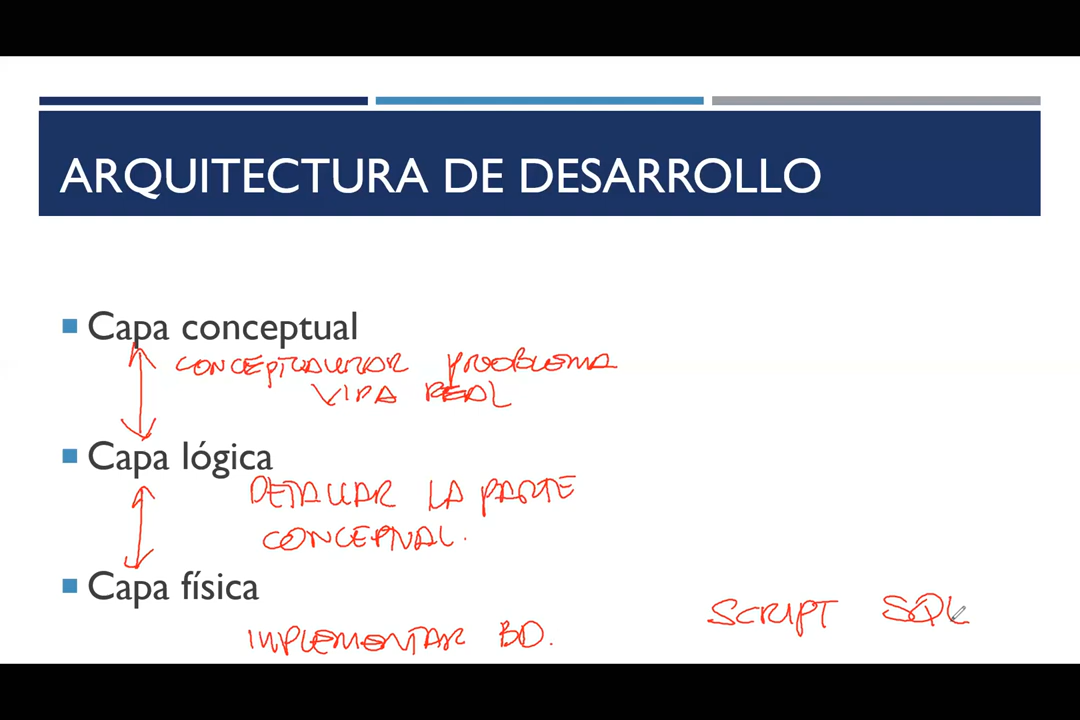 ARQUITECTURA DE DESARROLLO
Capa conceptual
CONCEPTUALIZAR PROBLEMA
VIDA REAL
Capa lógica
DETALLAR LA PARTE
CONCEPTUAL.
Capa física
IMPLEMENTAR BD.
SCRIPT SQL